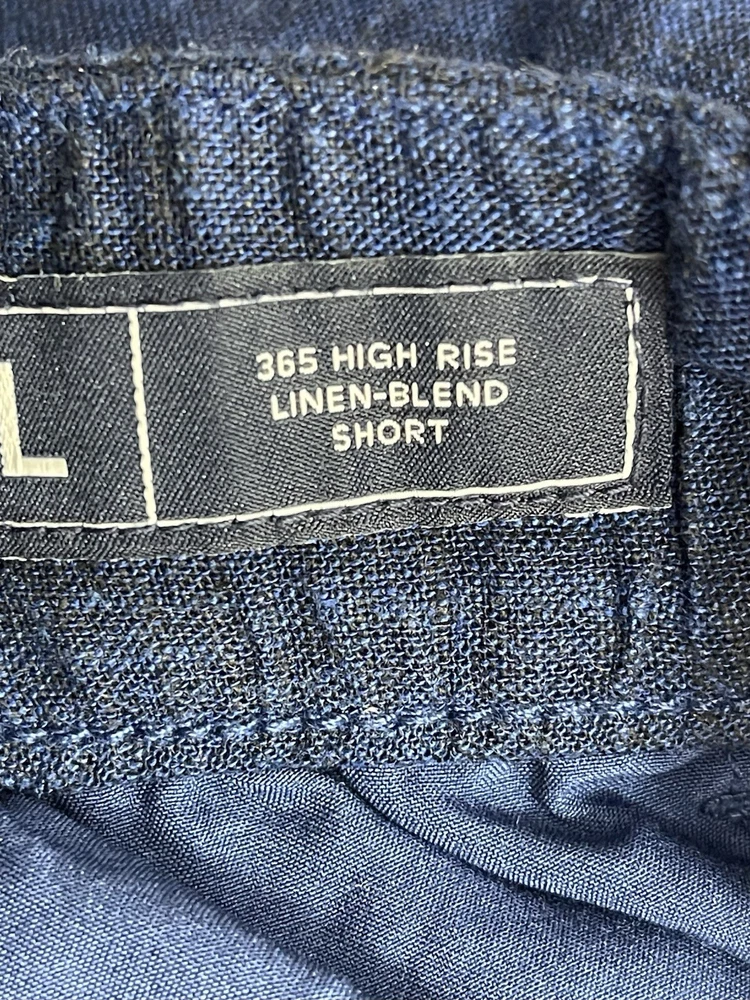 L
365 HIGH RISE
LINEN-BLEND
SHORT